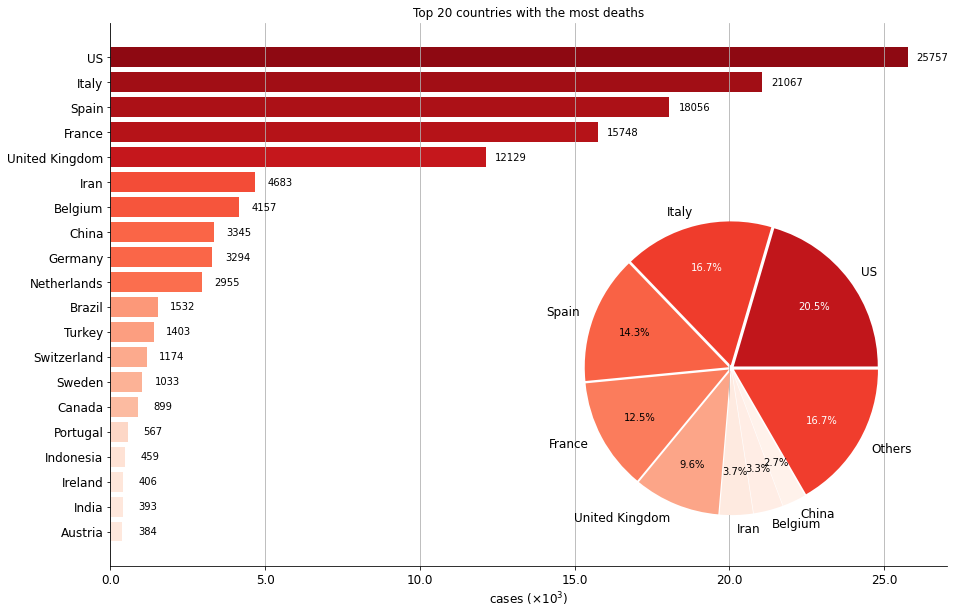 Top 20 countries with the most deaths
US 25757
Italy 21067
Spain 18056
France 15748
United Kingdom 12129
Iran 4683
Belgium 4157
China 3345
Germany 3294
Netherlands 2955
Brazil 1532
Turkey 1403
Switzerland 1174
Sweden 1033
Canada 899
Portugal 567
Indonesia 459
Ireland 406
India 393
Austria 384
US
20.5%
Italy
16.7%
Spain
14.3%
France
12.5%
United Kingdom
9.6%
Iran
3.7%
Belgium
3.3%
China
2.7%
Others
16.7%
0.0 5.0 10.0 15.0 20.0 25.0
cases (×10³)